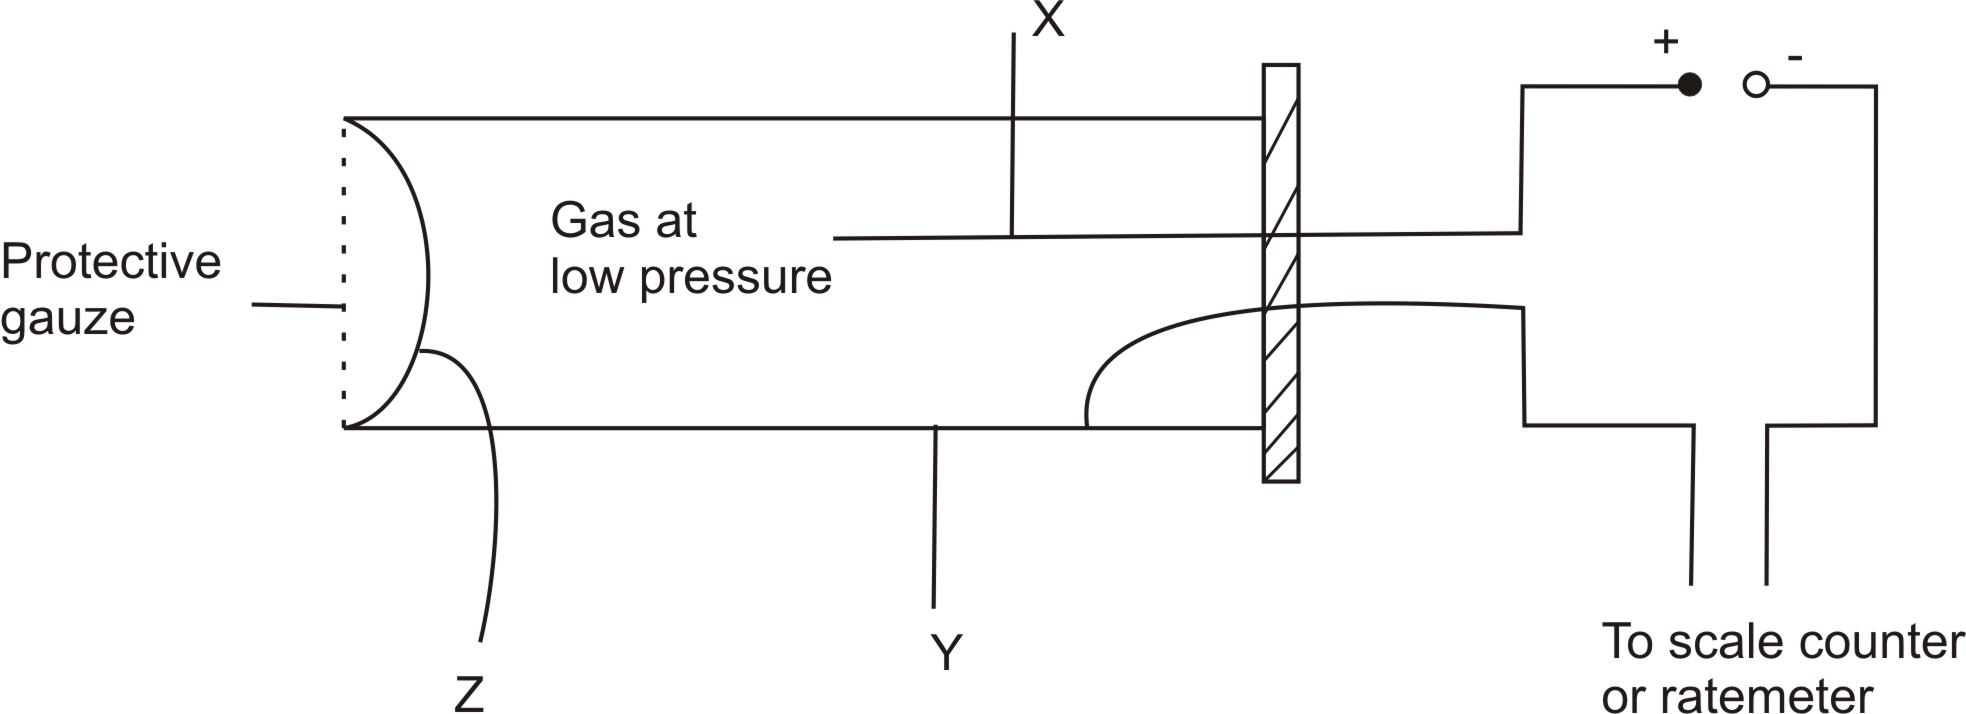 X
+
-
Gas at
low pressure
Protective
gauze
Y
Z
To scale counter
or ratemeter